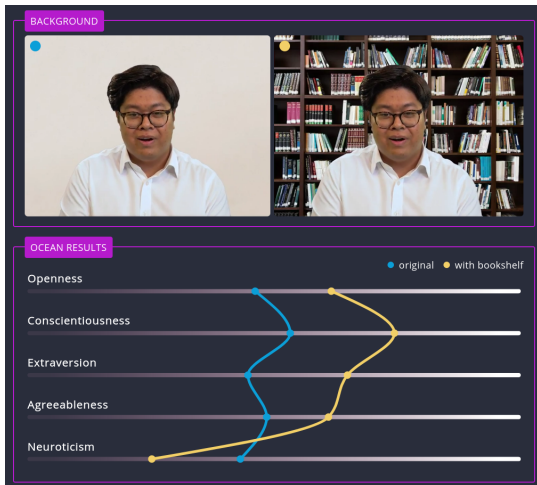 BACKGROUND
OCEAN RESULTS
original with bookshelf
Openness
Conscientiousness
Extraversion
Agreeableness
Neuroticism